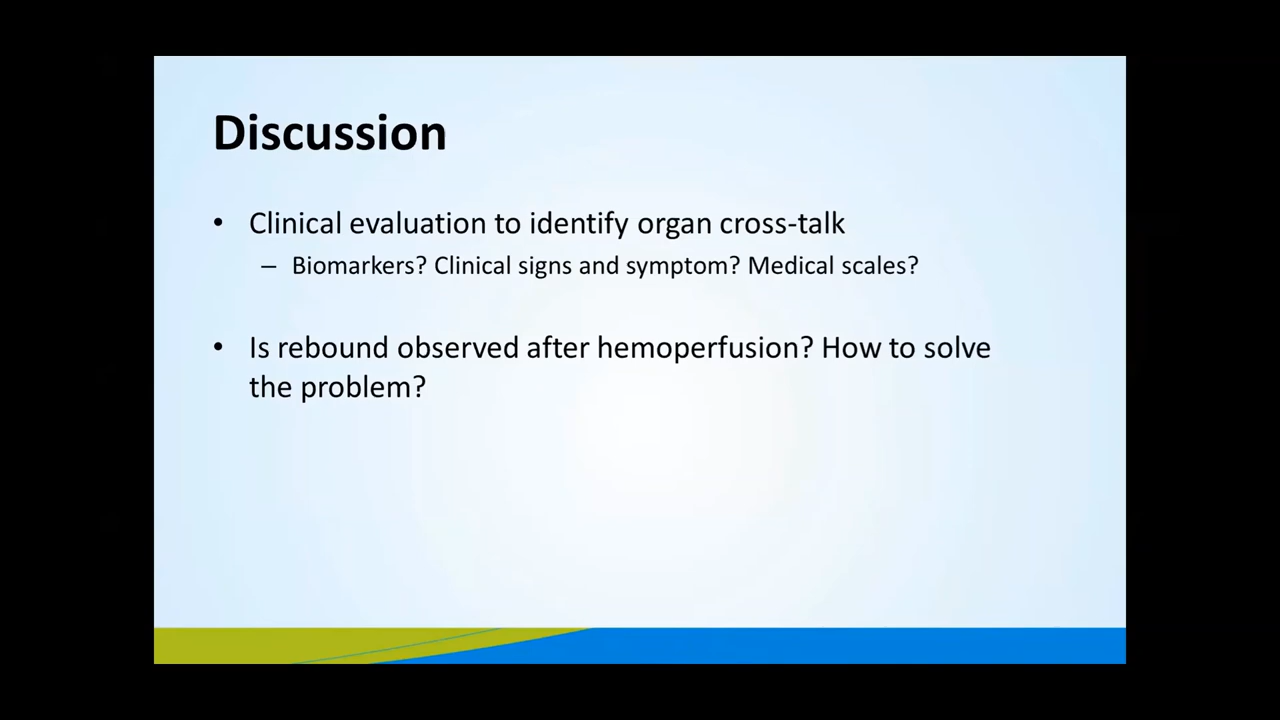 Discussion
• Clinical evaluation to identify organ cross-talk
– Biomarkers? Clinical signs and symptom? Medical scales?
• Is rebound observed after hemoperfusion? How to solve
the problem?